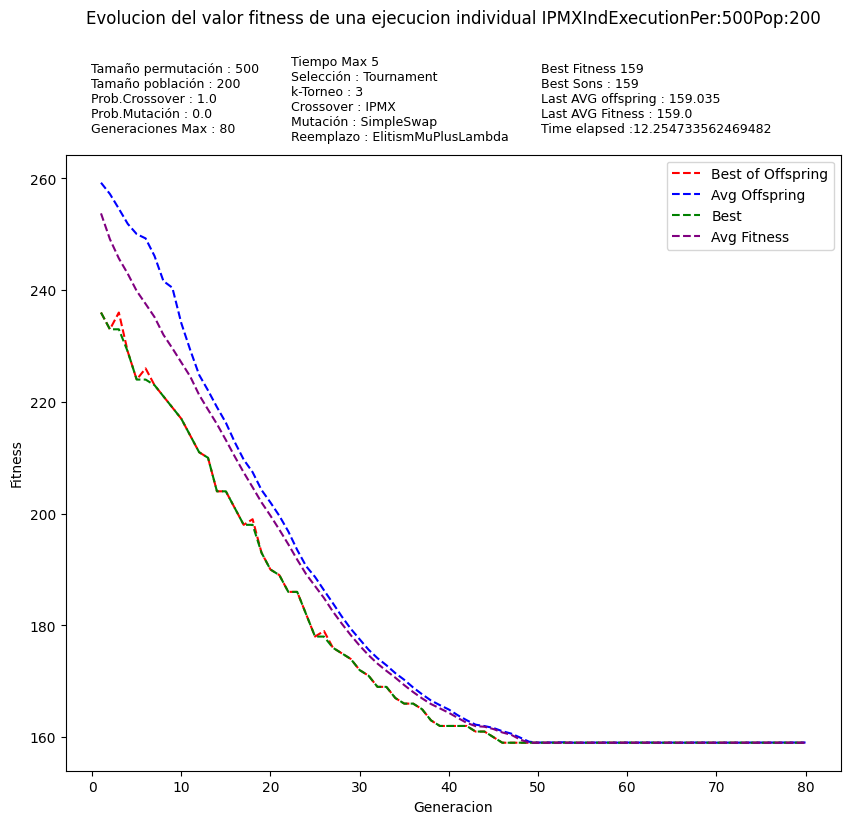 Evolucion del valor fitness de una ejecucion individual IPMXIndExecutionPer:500Pop:200
Tamaño permutación : 500
Tamaño población : 200
Prob.Crossover : 1.0
Prob.Mutación : 0.0
Generaciones Max : 80
Tiempo Max 5
Selección : Tournament
k-Torneo : 3
Crossover : IPMX
Mutación : SimpleSwap
Reemplazo : ElitismMuPlusLambda
Best Fitness 159
Best Sons : 159
Last AVG offspring : 159.035
Last AVG Fitness : 159.0
Time elapsed :12.254733562469482
Best of Offspring
Avg Offspring
Best
Avg Fitness
Fitness
260
240
220
200
180
160
0 10 20 30 40 50 60 70 80
Generacion